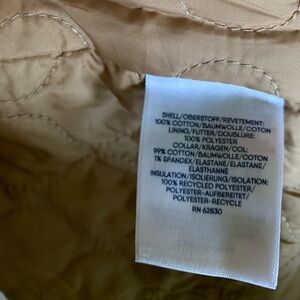 SHELL/OBERSTOFF/REVETEMENT:
100% COTTON/BAUMWOLLE/COTON
LINING/FUTTER/DOUBLURE:
100% POLYESTER
COLLAR/KRAGEN/COL:
99% COTTON/BAUMWOLLE/COTON
1% SPANDEX/ELASTANE/ELASTANE/
ELASTHANNE
INSULATION/ISOLIERUNG/ISOLATION:
100% RECYCLED POLYESTER/
POLYESTER-AUFBEREITET/
POLYESTER-RECYCLE
RN 62830